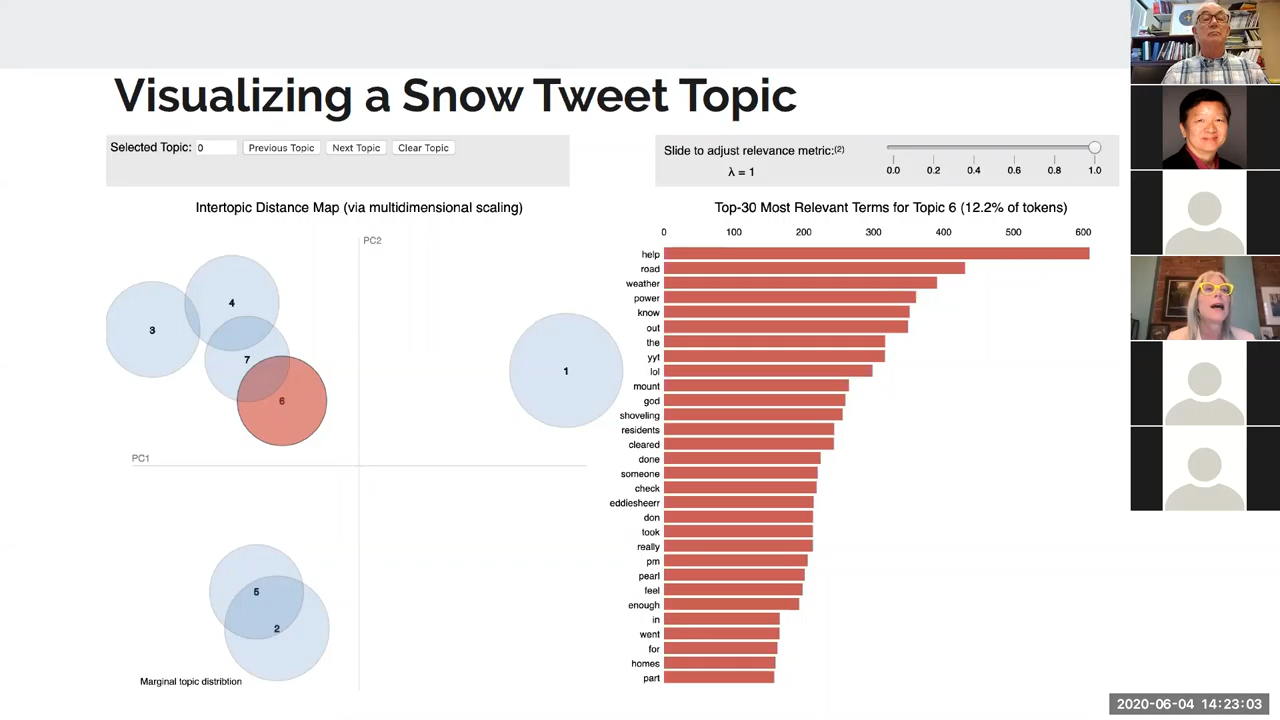 Visualizing a Snow Tweet Topic
Selected Topic: 0 Previous Topic Next Topic Clear Topic
Slide to adjust relevance metric:(2)
λ = 1
0.0 0.2 0.4 0.6 0.8 1.0
Intertopic Distance Map (via multidimensional scaling)
PC2
PC1
4
3
7
6
1
5
2
Marginal topic distribtion
Top-30 Most Relevant Terms for Topic 6 (12.2% of tokens)
0 100 200 300 400 500 600
help
road
weather
power
know
out
the
yyt
lol
mount
god
shoveling
residents
cleared
done
someone
check
eddiesheerr
don
took
really
pm
pearl
feel
enough
in
went
for
homes
part
2020-06-04 14:23:03